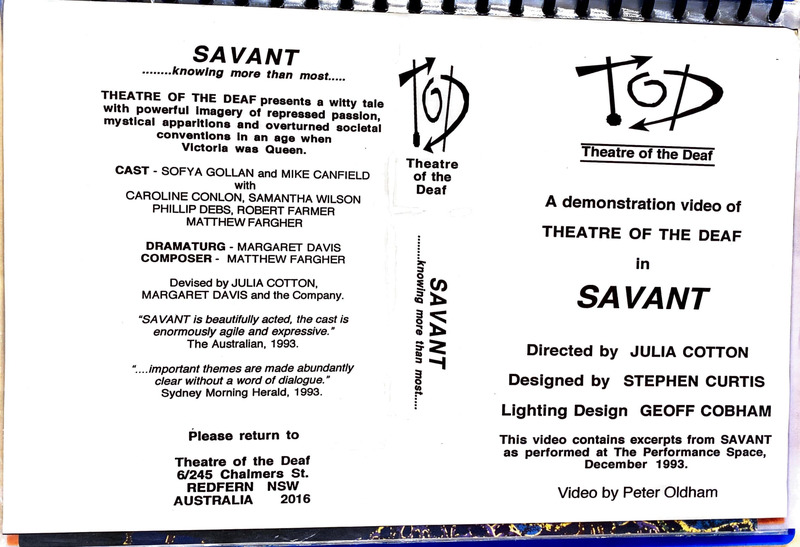 SAVANT
........knowing more than most.....
THEATRE OF THE DEAF presents a witty tale
with powerful imagery of repressed passion,
mystical apparitions and overturned societal
conventions in an age when
Victoria was Queen.
CAST - SOFYA GOLLAN and MIKE CANFIELD
with
CAROLINE CONLON, SAMANTHA WILSON
PHILLIP DEBS, ROBERT FARMER
MATTHEW FARGHER
DRAMATURG - MARGARET DAVIS
COMPOSER - MATTHEW FARGHER
Devised by JULIA COTTON,
MARGARET DAVIS and the Company.
"SAVANT is beautifully acted, the cast is
enormously agile and expressive."
The Australian, 1993.
"....important themes are made abundantly
clear without a word of dialogue."
Sydney Morning Herald, 1993.
Please return to
Theatre of the Deaf
6/245 Chalmers St.
REDFERN NSW
AUSTRALIA 2016
TOD
Theatre
of the
Deaf
SAVANT
........knowing more than most.....
TOD
Theatre of the Deaf
A demonstration video of
THEATRE OF THE DEAF
in
SAVANT
Directed by JULIA COTTON
Designed by STEPHEN CURTIS
Lighting Design GEOFF COBHAM
This video contains excerpts from SAVANT
as performed at The Performance Space,
December 1993.
Video by Peter Oldham